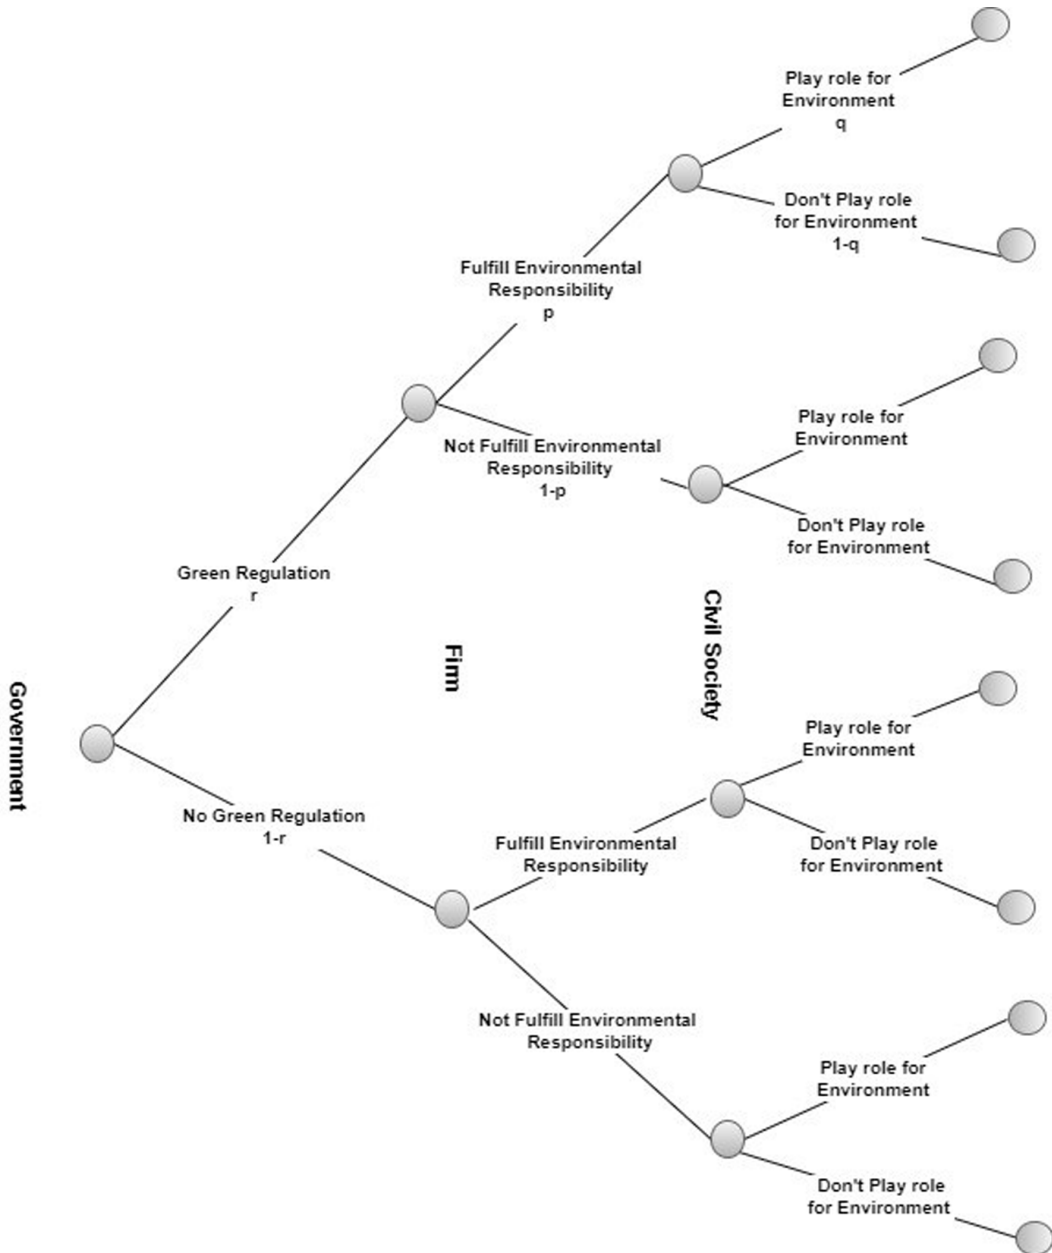 Play role for
Environment
q
Don't Play role
for Environment
1-q
Fulfill Environmental
Responsibility
p
Play role for
Environment
Not Fulfill Environmental
Responsibility
1-p
Don't Play role
for Environment
Green Regulation
r
Civil Society
Firm
Government
Play role for
Environment
No Green Regulation
1-r
Fulfill Environmental
Responsibility
Don't Play role
for Environment
Not Fulfill Environmental
Responsibility
Play role for
Environment
Don't Play role
for Environment